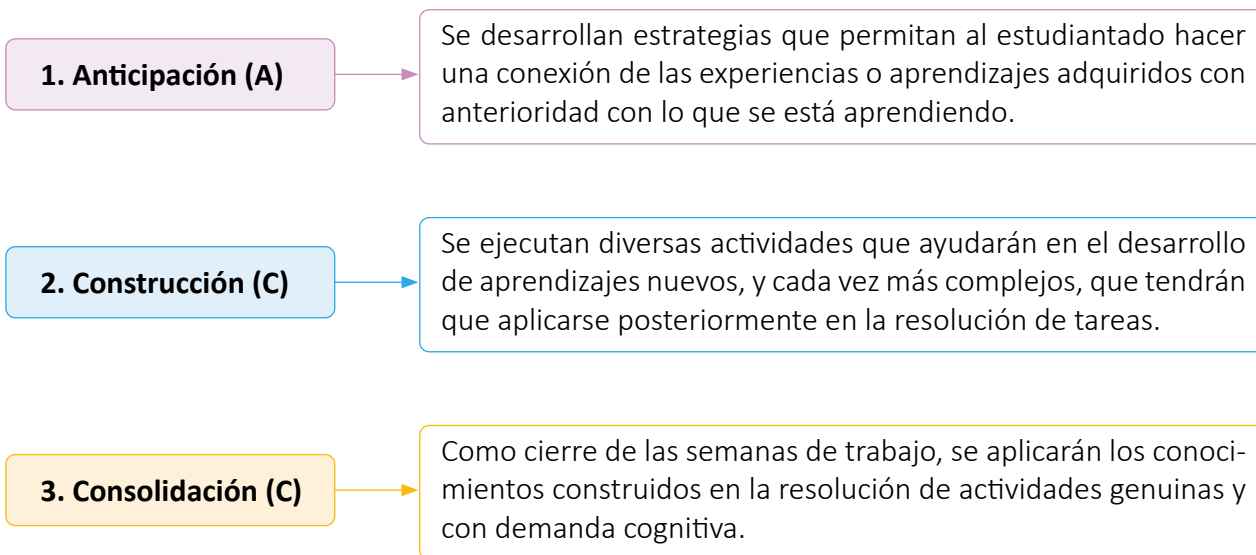 1. Anticipación (A)
Se desarrollan estrategias que permitan al estudiantado hacer
una conexión de las experiencias o aprendizajes adquiridos con
anterioridad con lo que se está aprendiendo.
2. Construcción (C)
Se ejecutan diversas actividades que ayudarán en el desarrollo
de aprendizajes nuevos, y cada vez más complejos, que tendrán
que aplicarse posteriormente en la resolución de tareas.
3. Consolidación (C)
Como cierre de las semanas de trabajo, se aplicarán los conoci-
mientos construidos en la resolución de actividades genuinas y
con demanda cognitiva.